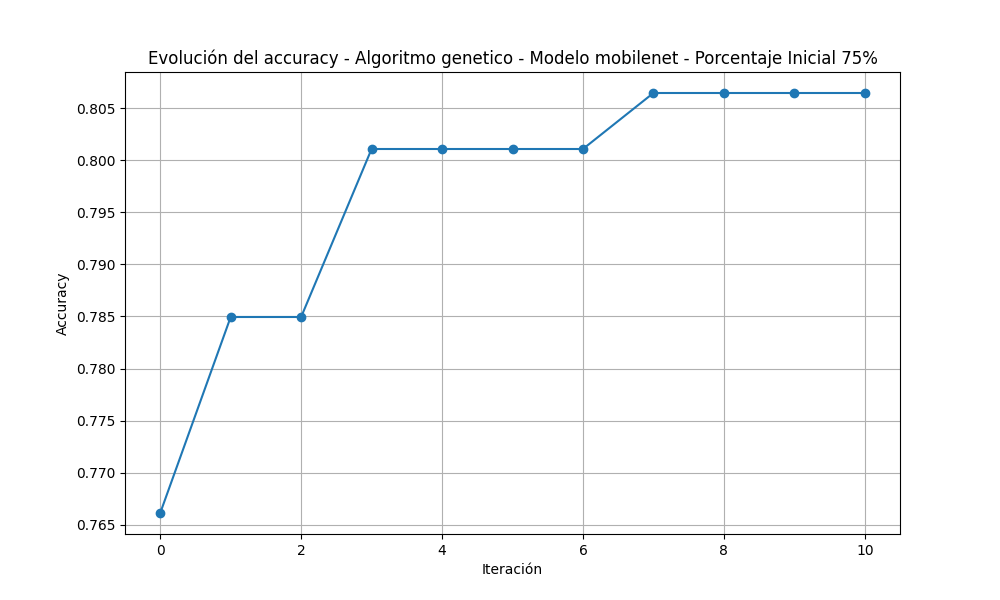 Evolución del accuracy - Algoritmo genetico - Modelo mobilenet - Porcentaje Inicial 75%
0.805
0.800
0.795
0.790
0.785
0.780
0.775
0.770
0.765
Accuracy
0 2 4 6 8 10
Iteración